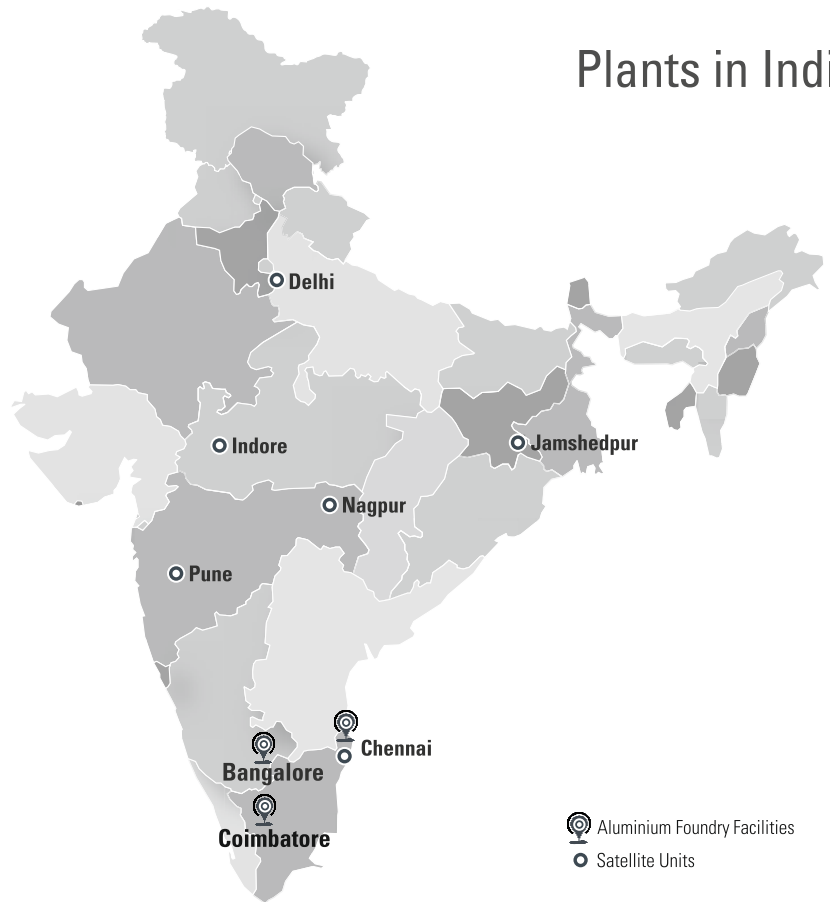 Plants in Indi
Delhi
Indore
Jamshedpur
Nagpur
Pune
Chennai
Bangalore
Coimbatore
Aluminium Foundry Facilities
Satellite Units